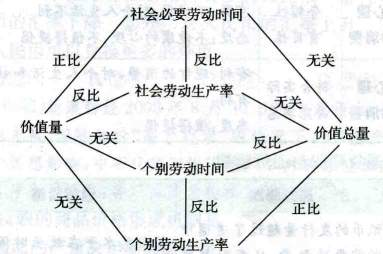 社会必要劳动时间
正比
反比
无关
反比
社会劳动生产率
无关
价值量
无关
反比
价值总量
个别劳动时间
无关
反比
正比
个别劳动生产率